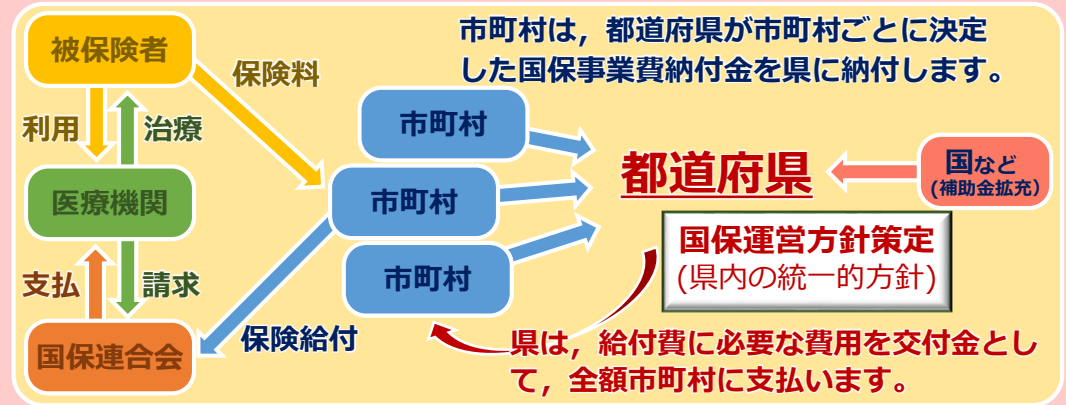 被保険者
保険料
市町村は，都道府県が市町村ごとに決定
した国保事業費納付金を県に納付します。
利用
治療
市町村
都道府県
国など
(補助金拡充)
医療機関
市町村
国保運営方針策定
(県内の統一的方針)
市町村
支払
請求
保険給付
国保連合会
県は，給付費に必要な費用を交付金とし
て，全額市町村に支払います。